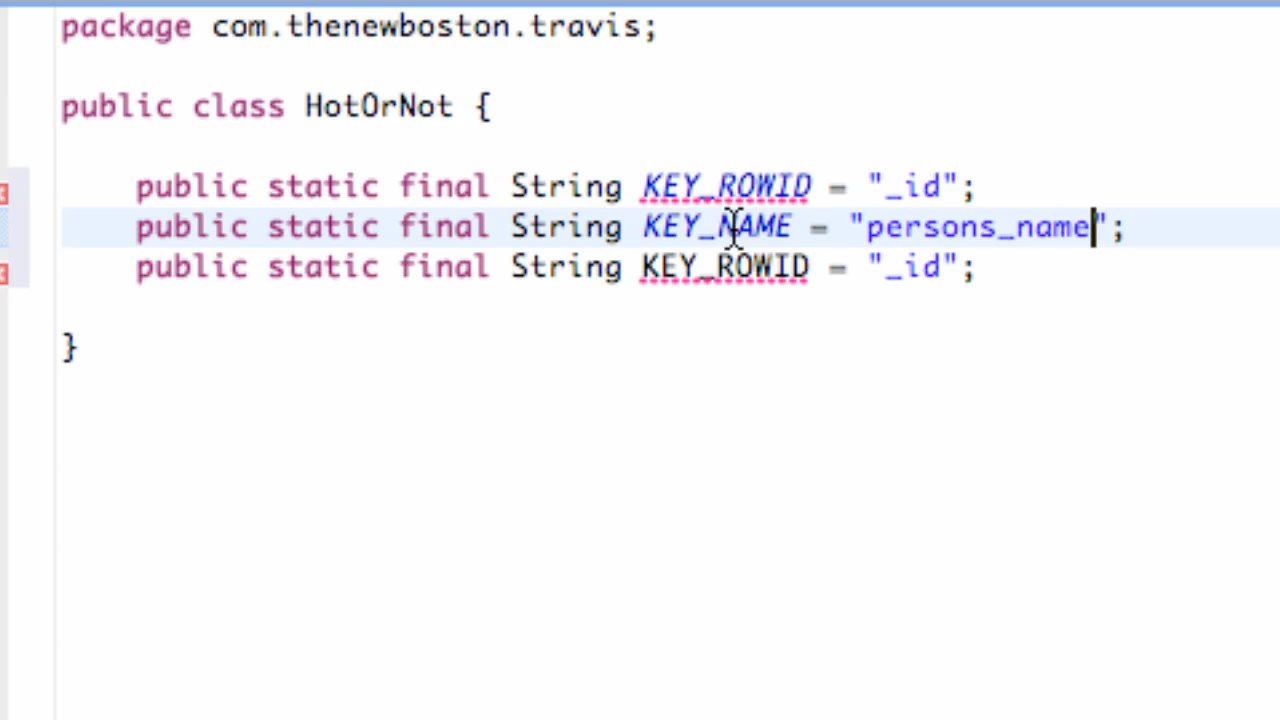 package com.thenewboston.travis;
public class HotOrNot {
public static final String KEY_ROWID = "_id";
public static final String KEY_NAME = "persons_name";
public static final String KEY_ROWID = "_id";
}